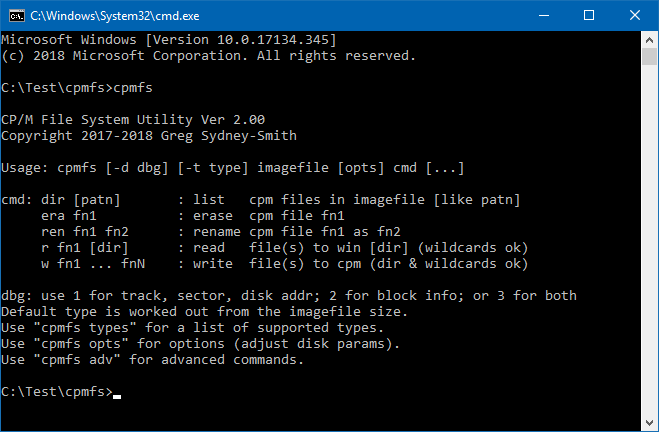 C:\Windows\System32\cmd.exe
Microsoft Windows [Version 10.0.17134.345]
(c) 2018 Microsoft Corporation. All rights reserved.
C:\Test\cpmfs>cpmfs
CP/M File System Utility Ver 2.00
Copyright 2017-2018 Greg Sydney-Smith
Usage: cpmfs [-d dbg] [-t type] imagefile [opts] cmd [...]
cmd: dir [patn]       : list   cpm files in imagefile [like patn]
     era fn1          : erase  cpm file fn1
     ren fn1 fn2      : rename cpm file fn1 as fn2
     r fn1 [dir]      : read   file(s) to win [dir] (wildcards ok)
     w fn1 ... fnN    : write  file(s) to cpm (dir & wildcards ok)
dbg: use 1 for track, sector, disk addr; 2 for block info; or 3 for both
Default type is worked out from the imagefile size.
Use "cpmfs types" for a list of supported types.
Use "cpmfs opts" for options (adjust disk params).
Use "cpmfs adv" for advanced commands.
C:\Test\cpmfs>